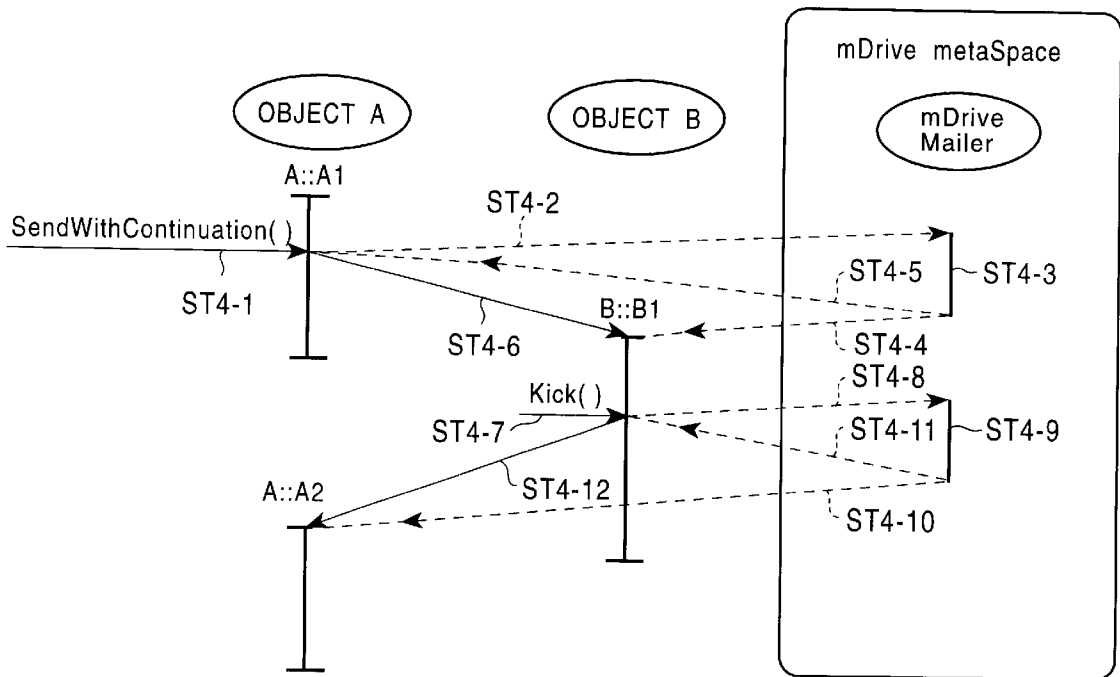 mDrive metaSpace
OBJECT A
OBJECT B
mDrive
Mailer
A::A1
ST4-2
SendWithContinuation( )
ST4-5
ST4-3
ST4-1
B::B1
ST4-6
ST4-4
ST4-8
Kick( )
ST4-7
ST4-11
ST4-9
A::A2
ST4-12
ST4-10